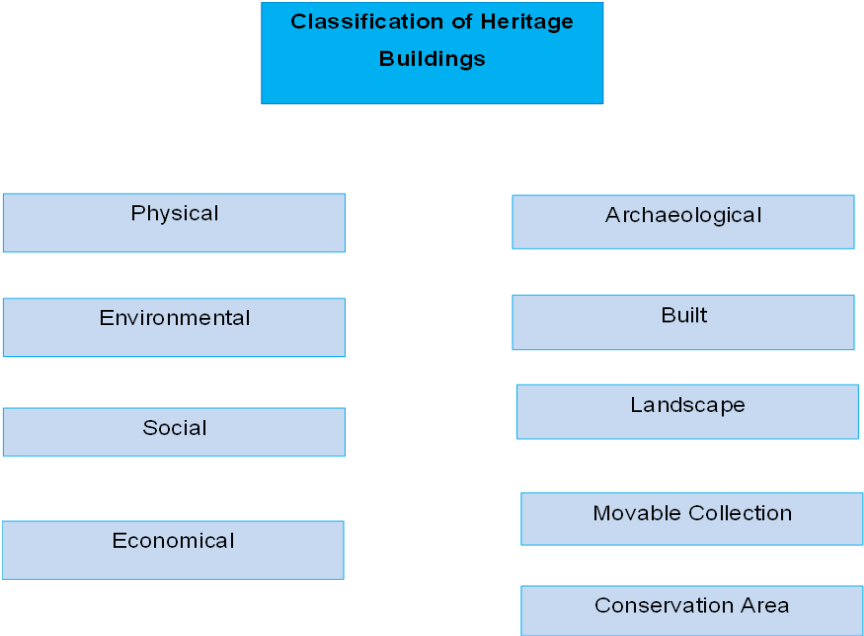 Classification of Heritage
Buildings
Physical
Environmental
Social
Economical
Archaeological
Built
Landscape
Movable Collection
Conservation Area